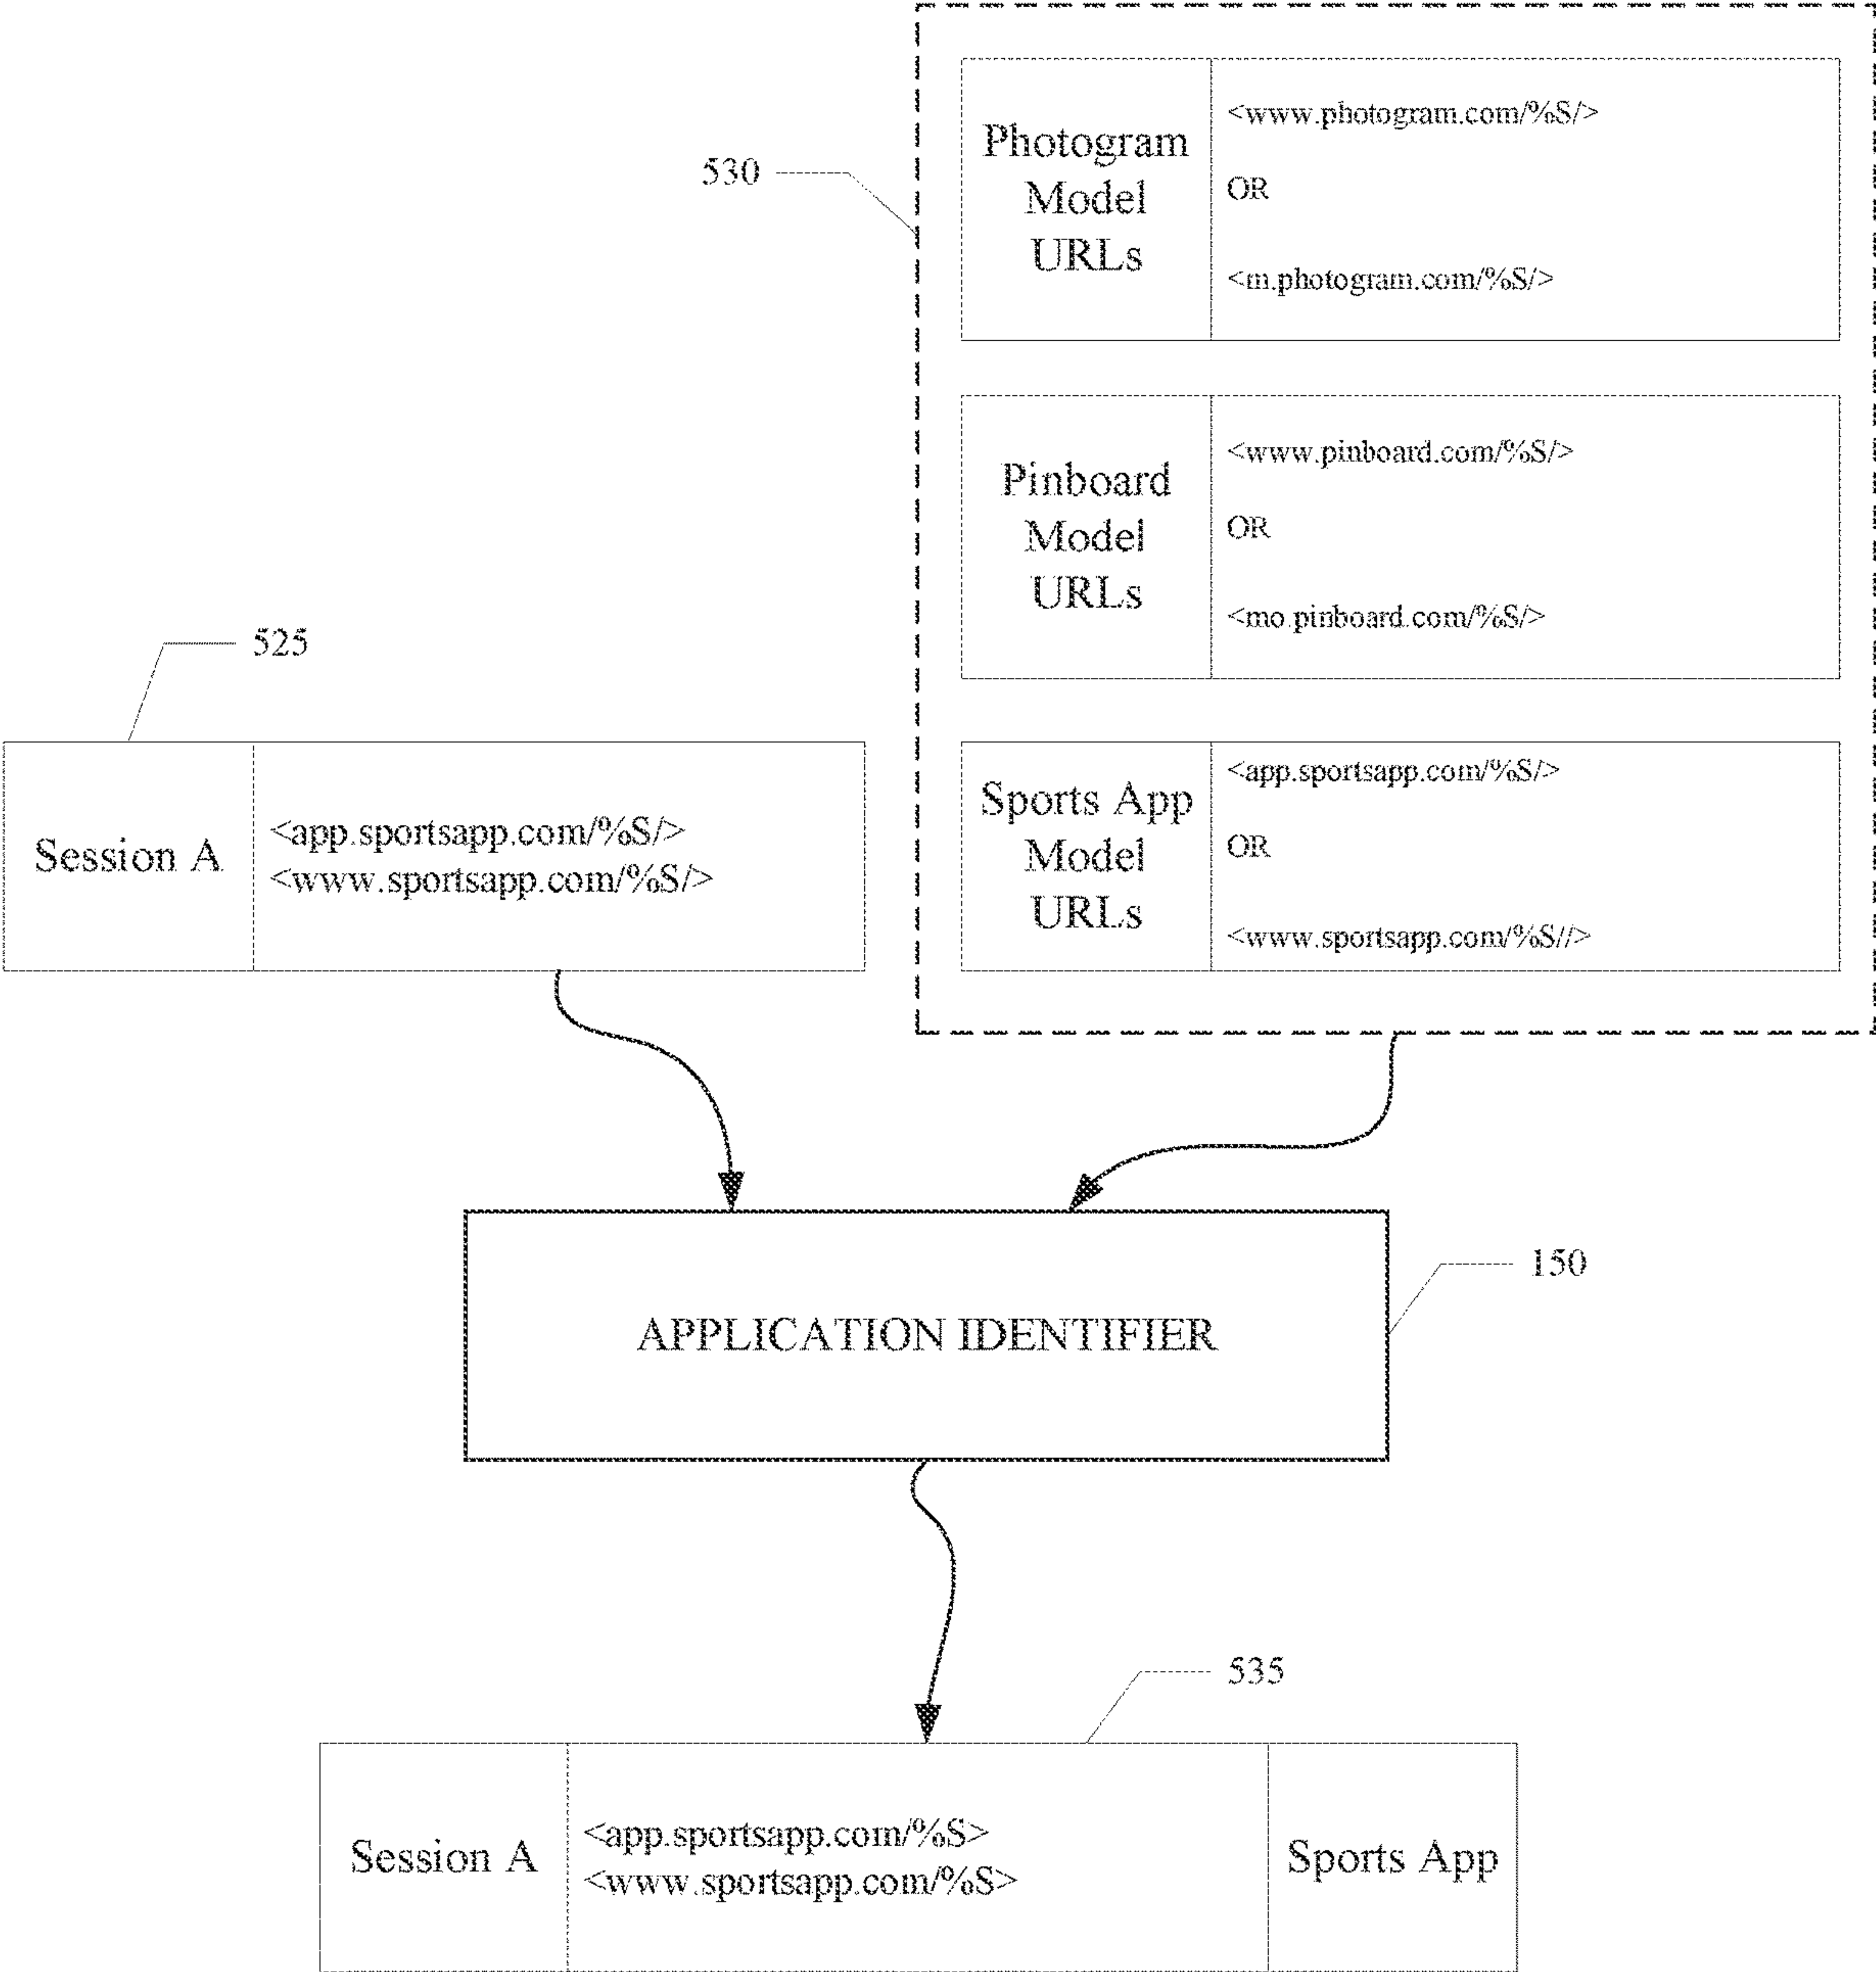 530
Photogram
Model
URLs
<www.photogram.com/%S/>
OR
<m.photogram.com/%S/>
Pinboard
Model
URLs
<www.pinboard.com/%S/>
OR
<mo.pinboard.com/%S/>
525
Session A
<app.sportsapp.com/%S/>
<www.sportsapp.com/%S/>
Sports App
Model
URLs
<app.sportsapp.com/%S/>
OR
<www.sportsapp.com/%S//>
150
APPLICATION IDENTIFIER
535
Session A
<app.sportsapp.com/%S>
<www.sportsapp.com/%S>
Sports App